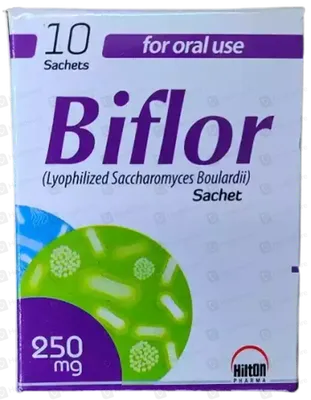 10
Sachets
for oral use
Biflor
(Lyophilized Saccharomyces Boulardii)
Sachet
250
mg
Hilton
PHARMA